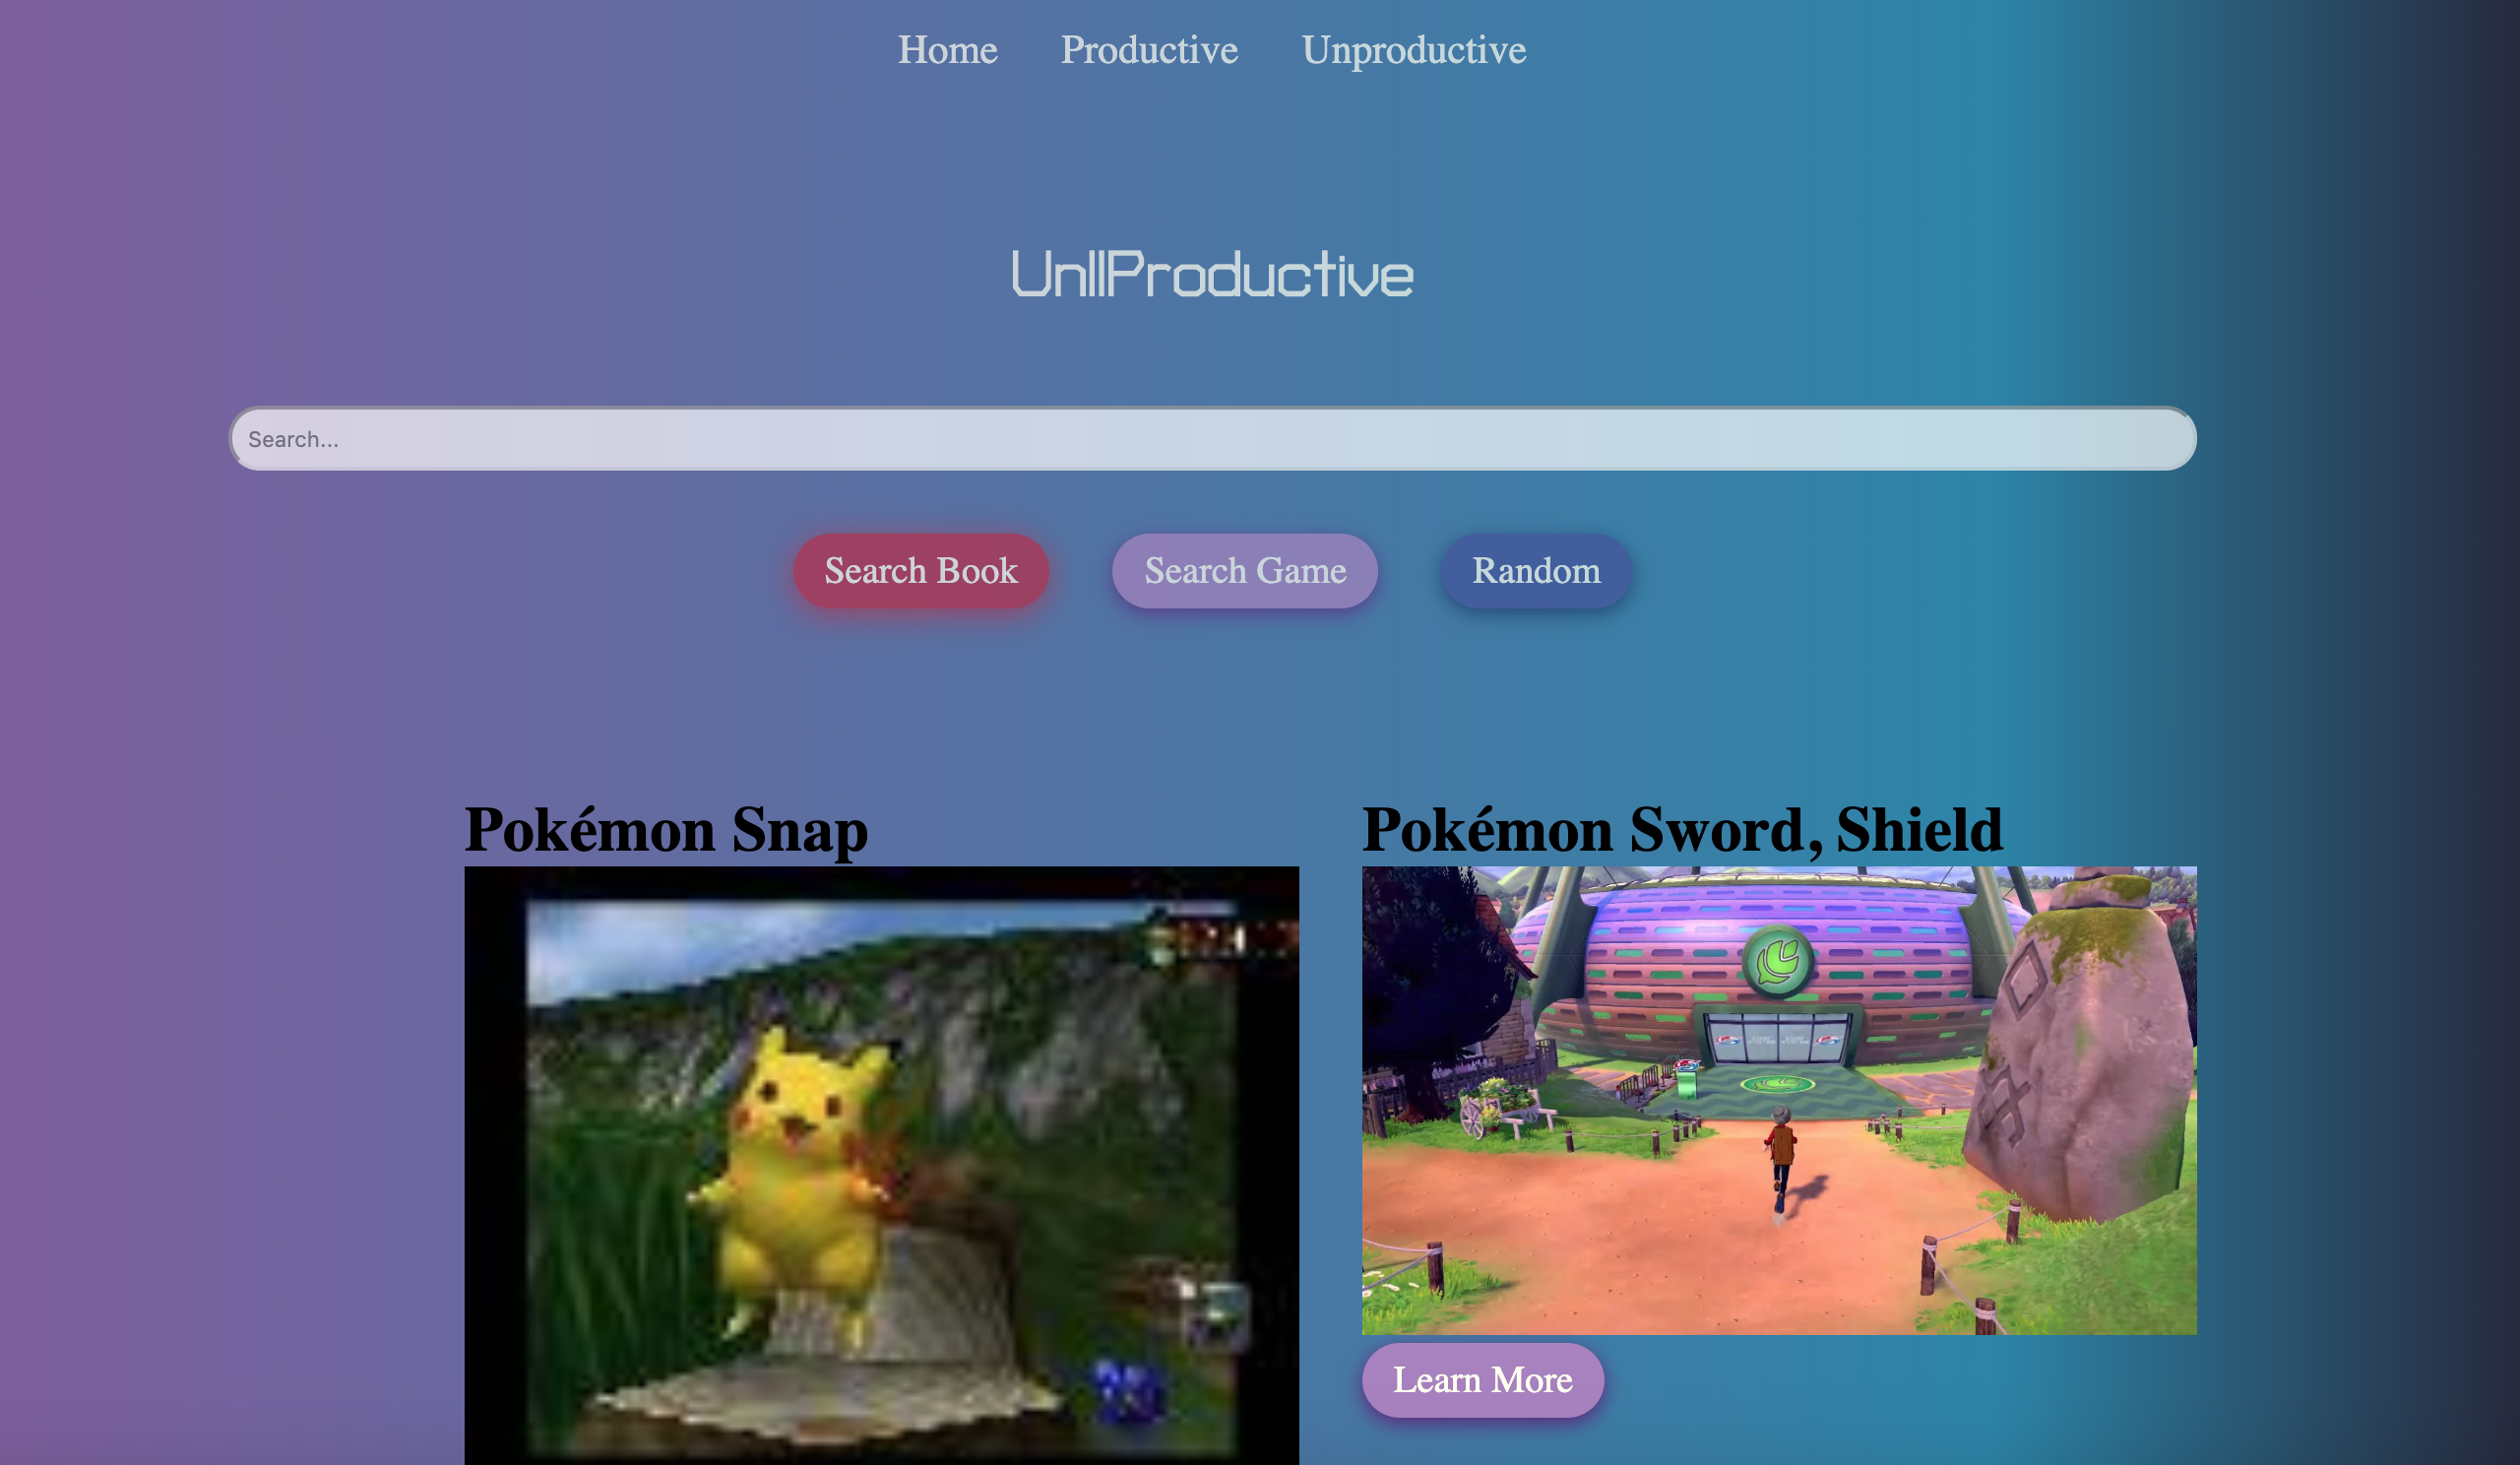 Home Productive Unproductive
UnllProductive
Search...
Search Book Search Game Random
Pokémon Snap Pokémon Sword, Shield
Learn More